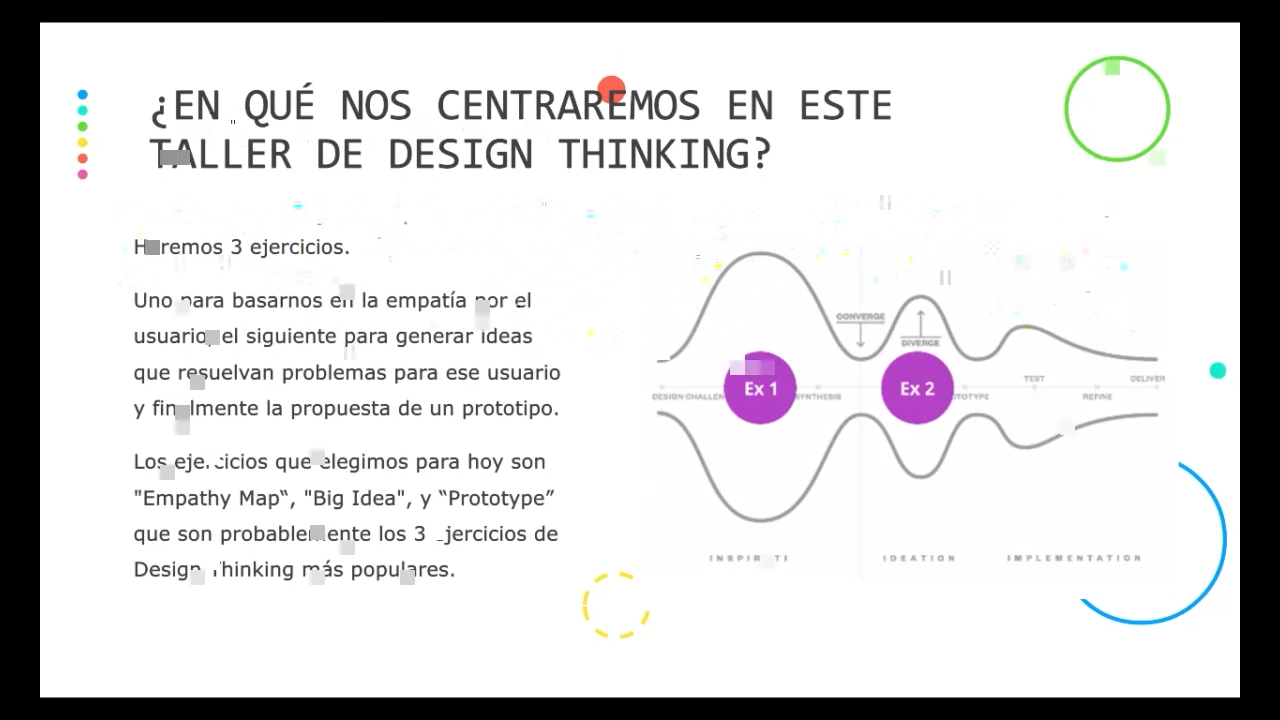 ¿EN QUÉ NOS CENTRAREMOS EN ESTE
TALLER DE DESIGN THINKING?
Haremos 3 ejercicios.
Uno para basarnos en la empatía por el
usuario, el siguiente para generar ideas
que resuelvan problemas para ese usuario
y finalmente la propuesta de un prototipo.
Los ejercicios que elegimos para hoy son
"Empathy Map“, "Big Idea", y “Prototype”
que son probablemente los 3 ejercicios de
Design Thinking más populares.
CONVERGE
DIVERGE
Ex 1
Ex 2
DESIGN CHALLEN
SYNTHESIS
OTOTYPE
TEST
REFINE
DELIVER
IDEATION
IMPLEMENTATION